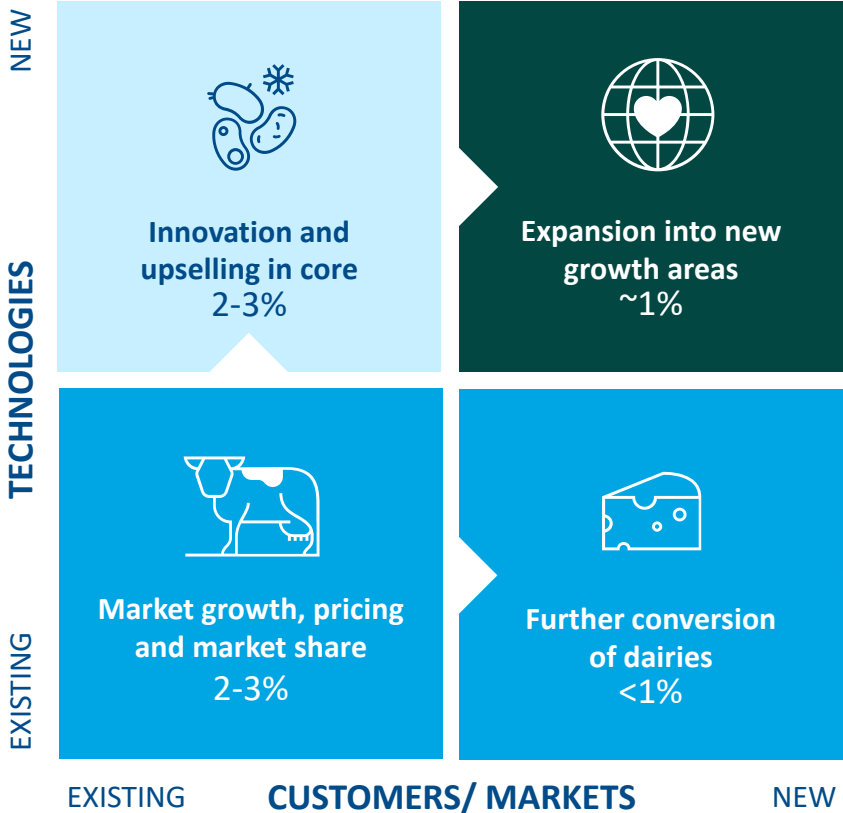 NEW
Innovation and
upselling in core
2-3%
Expansion into new
growth areas
~1%
TECHNOLOGIES
Market growth, pricing
and market share
2-3%
Further conversion
of dairies
<1%
EXISTING
EXISTING
CUSTOMERS/ MARKETS
NEW